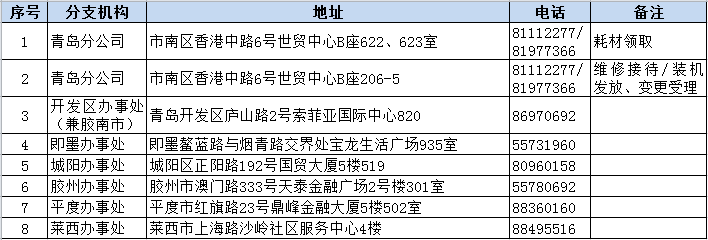 序号 分支机构 地址 电话 备注
1 青岛分公司 市南区香港中路6号世贸中心B座622、623室 81112277/ 耗材领取
81977366
2 青岛分公司 市南区香港中路6号世贸中心B座206-5 81112277/ 维修接待/装机
81977366 发放、变更受理
3 开发区办事处 青岛开发区庐山路2号索菲亚国际中心820 86970692
（兼胶南市）
4 即墨办事处 即墨鳌蓝路与烟青路交界处宝龙生活广场935室 55731960
5 城阳办事处 城阳区正阳路192号国贸大厦5楼519 80960158
6 胶州办事处 胶州市澳门路333号天泰金融广场2号楼301室 55780692
7 平度办事处 平度市红旗路23号鼎峰金融大厦5楼502室 88360160
8 莱西办事处 莱西市上海路沙岭社区服务中心4楼 88495516